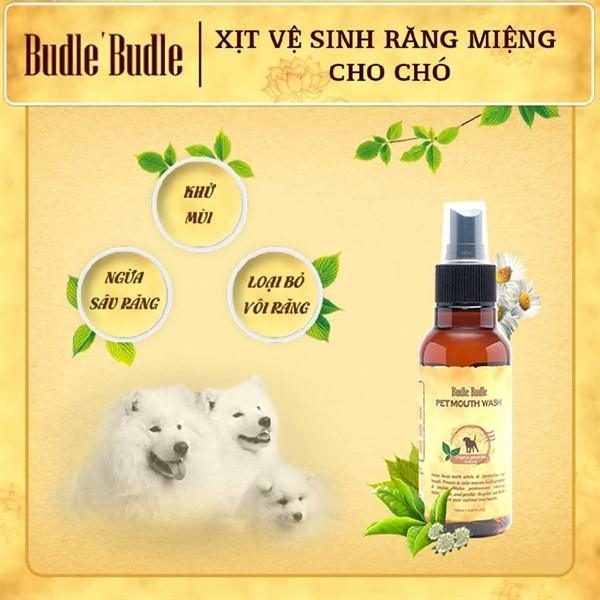 Budle'Budle
XỊT VỆ SINH RĂNG MIỆNG
CHO CHÓ
KHỬ
MÙI
NGỪA
SÂU RĂNG
LOẠI BỎ
VÔI RĂNG
Budle Budle
PET MOUTH WASH